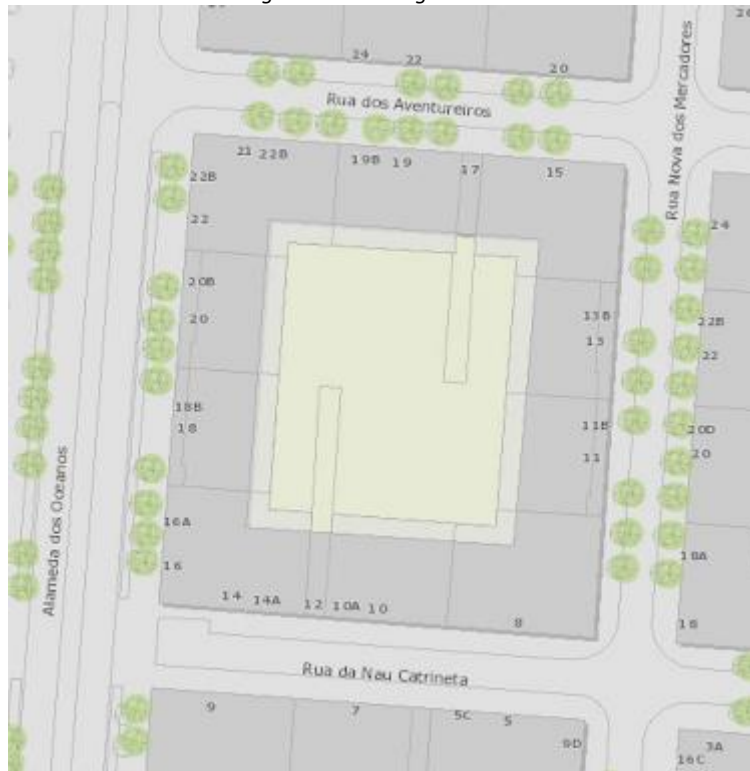 24
22
20
Rua dos Aventureiros
Rua Nova dos Mercadores
21 22B
19B 19
17
15
22B
22
24
20B
20
13B
13
22B
22
18B
18
11B
11
20D
20
Alameda dos Oceanos
16A
16
18A
14 14A
12 10A 10
8
18
Rua da Nau Catrineta
9
7
5C 5
9D
3A
16C